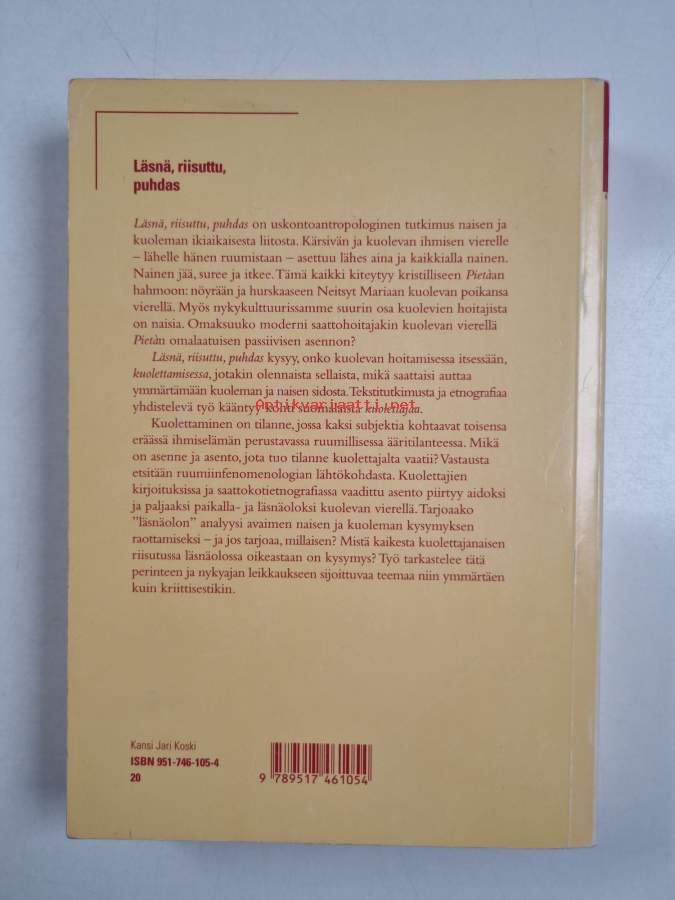 Läsnä, riisuttu,
puhdas
Läsnä, riisuttu, puhdas on uskontoantropologinen tutkimus naisen ja
kuoleman ikiaikaisesta liitosta. Kärsivän ja kuolevan ihmisen vierelle
– lähelle hänen ruumistaan – asettuu lähes aina ja kaikkialla nainen.
Nainen jää, suree ja itkee. Tämä kaikki kiteytyy kristilliseen Pietàan
hahmoon: nöyrään ja hurskaaseen Neitsyt Mariaan kuolevan poikansa
vierellä. Myös nykykulttuurissamme suurin osa kuolevien hoitajista
on naisia. Omaksuuko moderni saattohoitajakin kuolevan vierellä
Pietàn omalaatuisen passiivisen asennon?
Läsnä, riisuttu, puhdas kysyy, onko kuolevan hoitamisessa itsessään,
kuolettamisessa, jotakin olennaista sellaista, mikä saattaisi auttaa
ymmärtämään kuoleman ja naisen sidosta. Tekstitutkimusta ja etnografiaa
yhdistelevä työ kääntyy kohti suomalaista kuolettajaa.
Antikvariaatti.net
Kuolettaminen on tilanne, jossa kaksi subjektia kohtaavat toisensa
eräässä ihmiselämän perustavassa ruumillisessa ääritilanteessa. Mikä
on asenne ja asento, jota tuo tilanne kuolettajalta vaatii? Vastausta
etsitään ruumiinfenomenologian lähtökohdasta. Kuolettajien
kirjoituksissa ja saattokotietnografiassa vaadittu asento piirtyy aidoksi
ja paljaaksi paikalla- ja läsnäoloksi kuolevan vierellä. Tarjoaako
”läsnäolon” analyysi avaimen naisen ja kuoleman kysymyksen
raottamiseksi – ja jos tarjoaa, millaisen? Mistä kaikesta kuolettajanaisen
riisutussa läsnäolossa oikeastaan on kysymys? Työ tarkastelee tätä
perinteen ja nykyajan leikkaukseen sijoittuvaa teemaa niin ymmärtäen
kuin kriittisestikin.
Kansi Jari Koski
ISBN 951-746-105-4
20
9 789517 461054